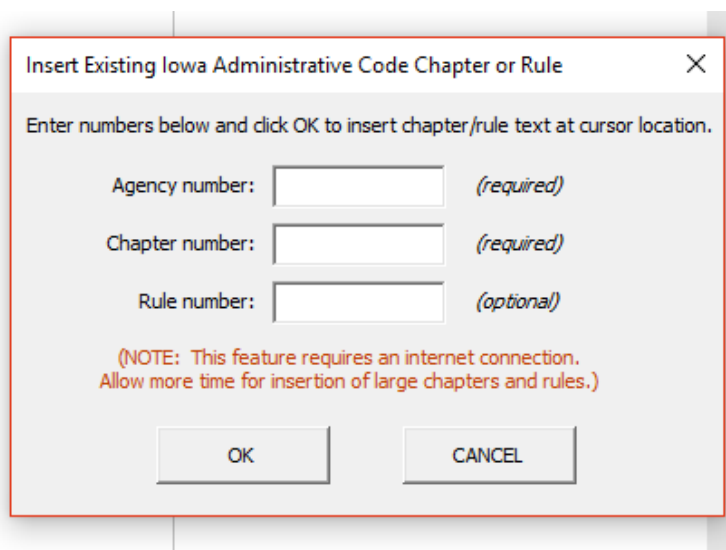 Insert Existing Iowa Administrative Code Chapter or Rule
Enter numbers below and click OK to insert chapter/rule text at cursor location.
Agency number: (required)
Chapter number: (required)
Rule number: (optional)
(NOTE: This feature requires an internet connection.
Allow more time for insertion of large chapters and rules.)
OK CANCEL